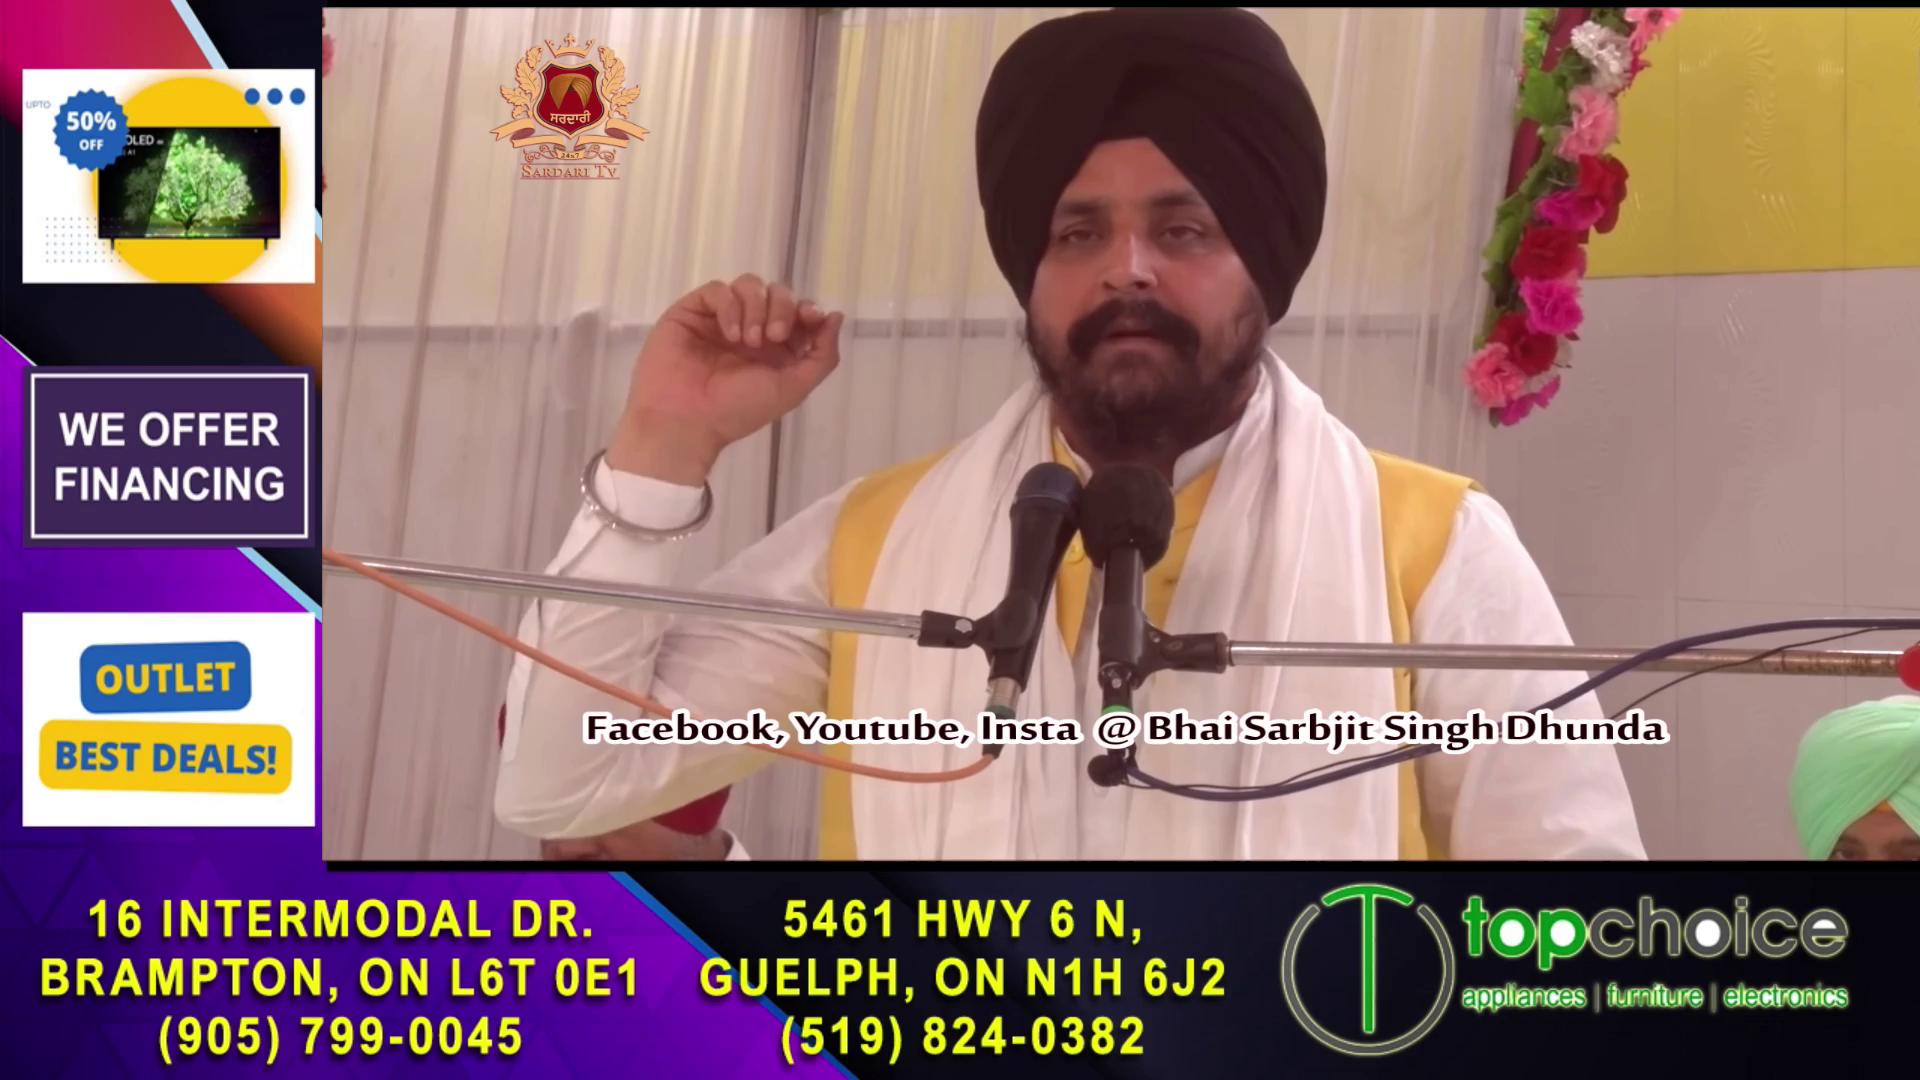 UPTO
50%
OFF
OLED
WE OFFER
FINANCING
OUTLET
BEST DEALS!
ਸਰਦਾਰੀ
24x7
SARDARI TV
Facebook, Youtube, Insta @ Bhai Sarbjit Singh Dhunda
16 INTERMODAL DR.
BRAMPTON, ON L6T 0E1
(905) 799-0045
5461 HWY 6 N,
GUELPH, ON N1H 6J2
(519) 824-0382
topchoice
appliances | furniture | electronics